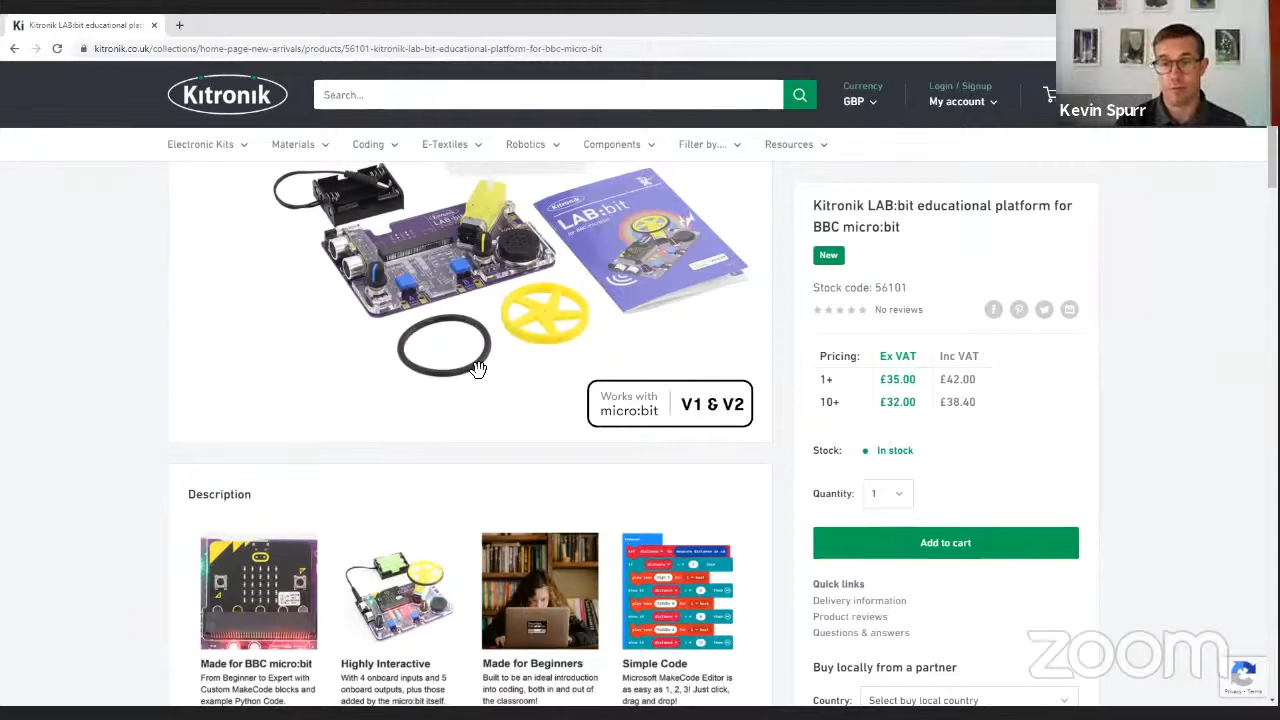 Ki
Kitronik LAB:bit educational plat
kitronik.co.uk/collections/home-page-new-arrivals/products/56101-kitronik-lab-bit-educational-platform-for-bbc-micro-bit
Kevin Spurr
Kitronik
Search...
Currency
GBP
Login / Signup
My account
Electronic Kits
Materials
Coding
E-Textiles
Robotics
Components
Filter by....
Resources
Kitronik
LAB:bit
Works with
micro:bit
V1 & V2
Kitronik LAB:bit educational platform for
BBC micro:bit
New
Stock code: 56101
No reviews
Pricing: Ex VAT Inc VAT
1+ £35.00 £42.00
10+ £32.00 £38.40
Stock: In stock
Quantity: 1
Add to cart
Quick links
Delivery information
Product reviews
Questions & answers
Buy locally from a partner
Country: Select buy local country
Description
Made for BBC micro:bit
From Beginner to Expert with
Custom MakeCode blocks and
example Python Code.
Highly Interactive
With 4 onboard inputs and 5
onboard outputs, plus those
added by the micro:bit itself.
Made for Beginners
Built to be an ideal introduction
into coding, both in and out of
the classroom!
Simple Code
Microsoft MakeCode Editor is
as easy as 1, 2, 3! Just click,
drag and drop!
zoom
Privacy - Terms